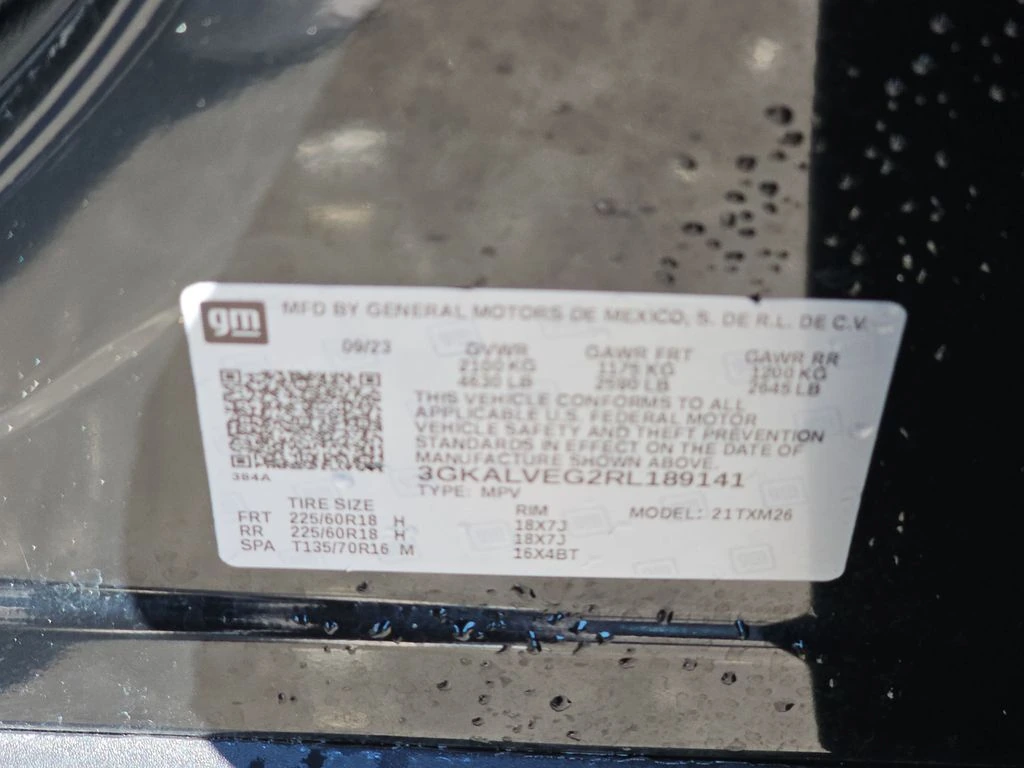 gm
MFD BY GENERAL MOTORS DE MEXICO, S. DE R.L. DE C.V.
09/23 GVWR GAWR FRT GAWR RR
2100 KG 1175 KG 1200 KG
4630 LB 2590 LB 2645 LB
THIS VEHICLE CONFORMS TO ALL
APPLICABLE U.S. FEDERAL MOTOR
VEHICLE SAFETY AND THEFT PREVENTION
STANDARDS IN EFFECT ON THE DATE OF
MANUFACTURE SHOWN ABOVE.
384A
3GKALVEG2RL189141
TYPE: MPV
TIRE SIZE RIM MODEL: 21TXM26
FRT 225/60R18 H 18X7J
RR 225/60R18 H 18X7J
SPA T135/70R16 M 16X4BT